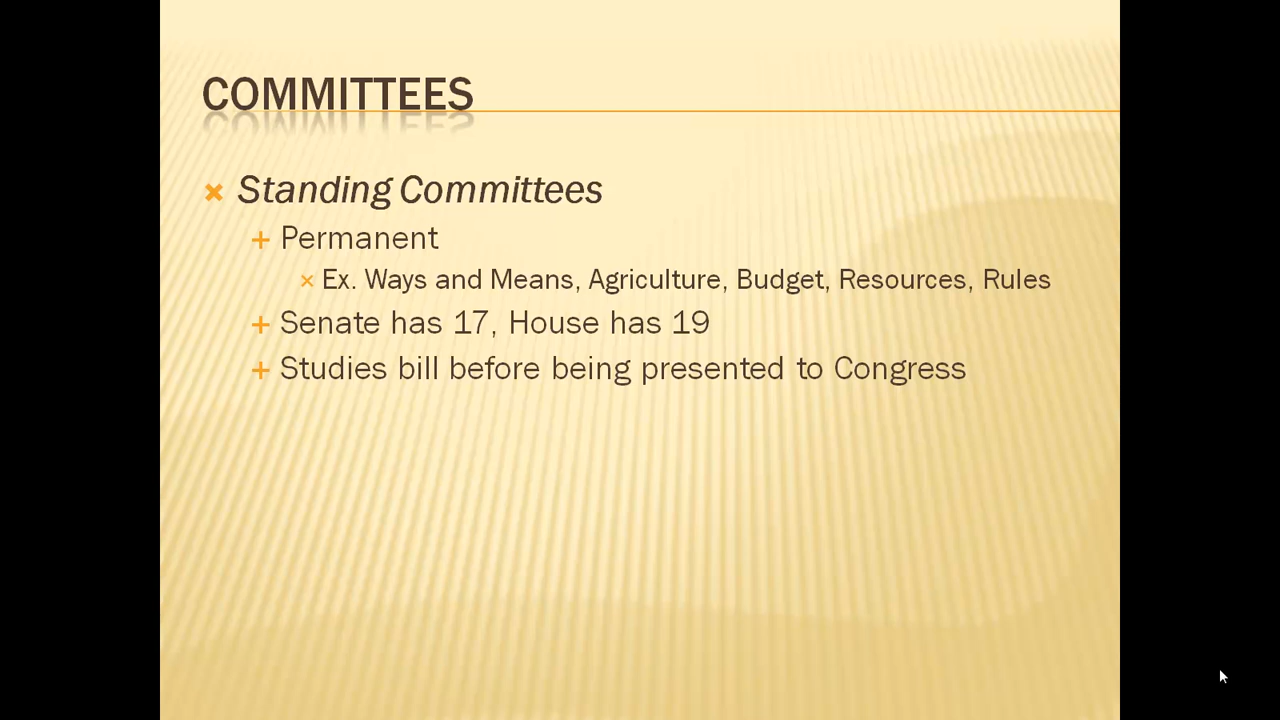 COMMITTEES
Standing Committees
Permanent
Ex. Ways and Means, Agriculture, Budget, Resources, Rules
Senate has 17, House has 19
Studies bill before being presented to Congress